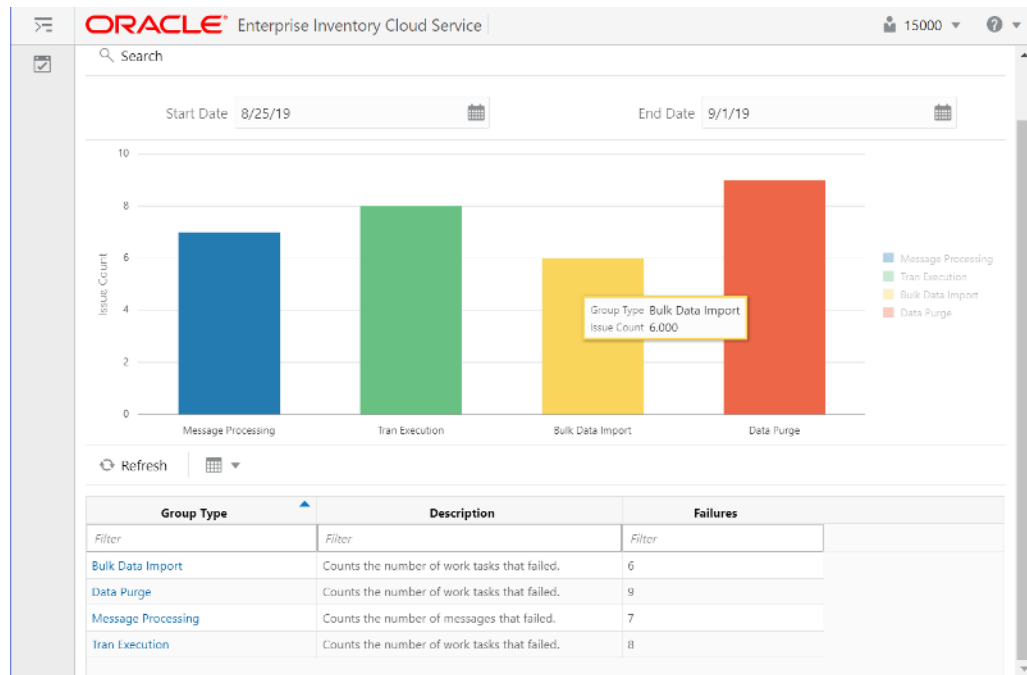 ORACLE® Enterprise Inventory Cloud Service 15000
Search
Start Date 8/25/19 End Date 9/1/19
10
8
6
4
2
0
Issue Count
Group Type Bulk Data Import
Issue Count 6.000
Message Processing
Tran Execution
Bulk Data Import
Data Purge
Message Processing Tran Execution Bulk Data Import Data Purge
Refresh
Group Type Description Failures
Filter Filter Filter
Bulk Data Import Counts the number of work tasks that failed. 6
Data Purge Counts the number of work tasks that failed. 9
Message Processing Counts the number of messages that failed. 7
Tran Execution Counts the number of work tasks that failed. 8